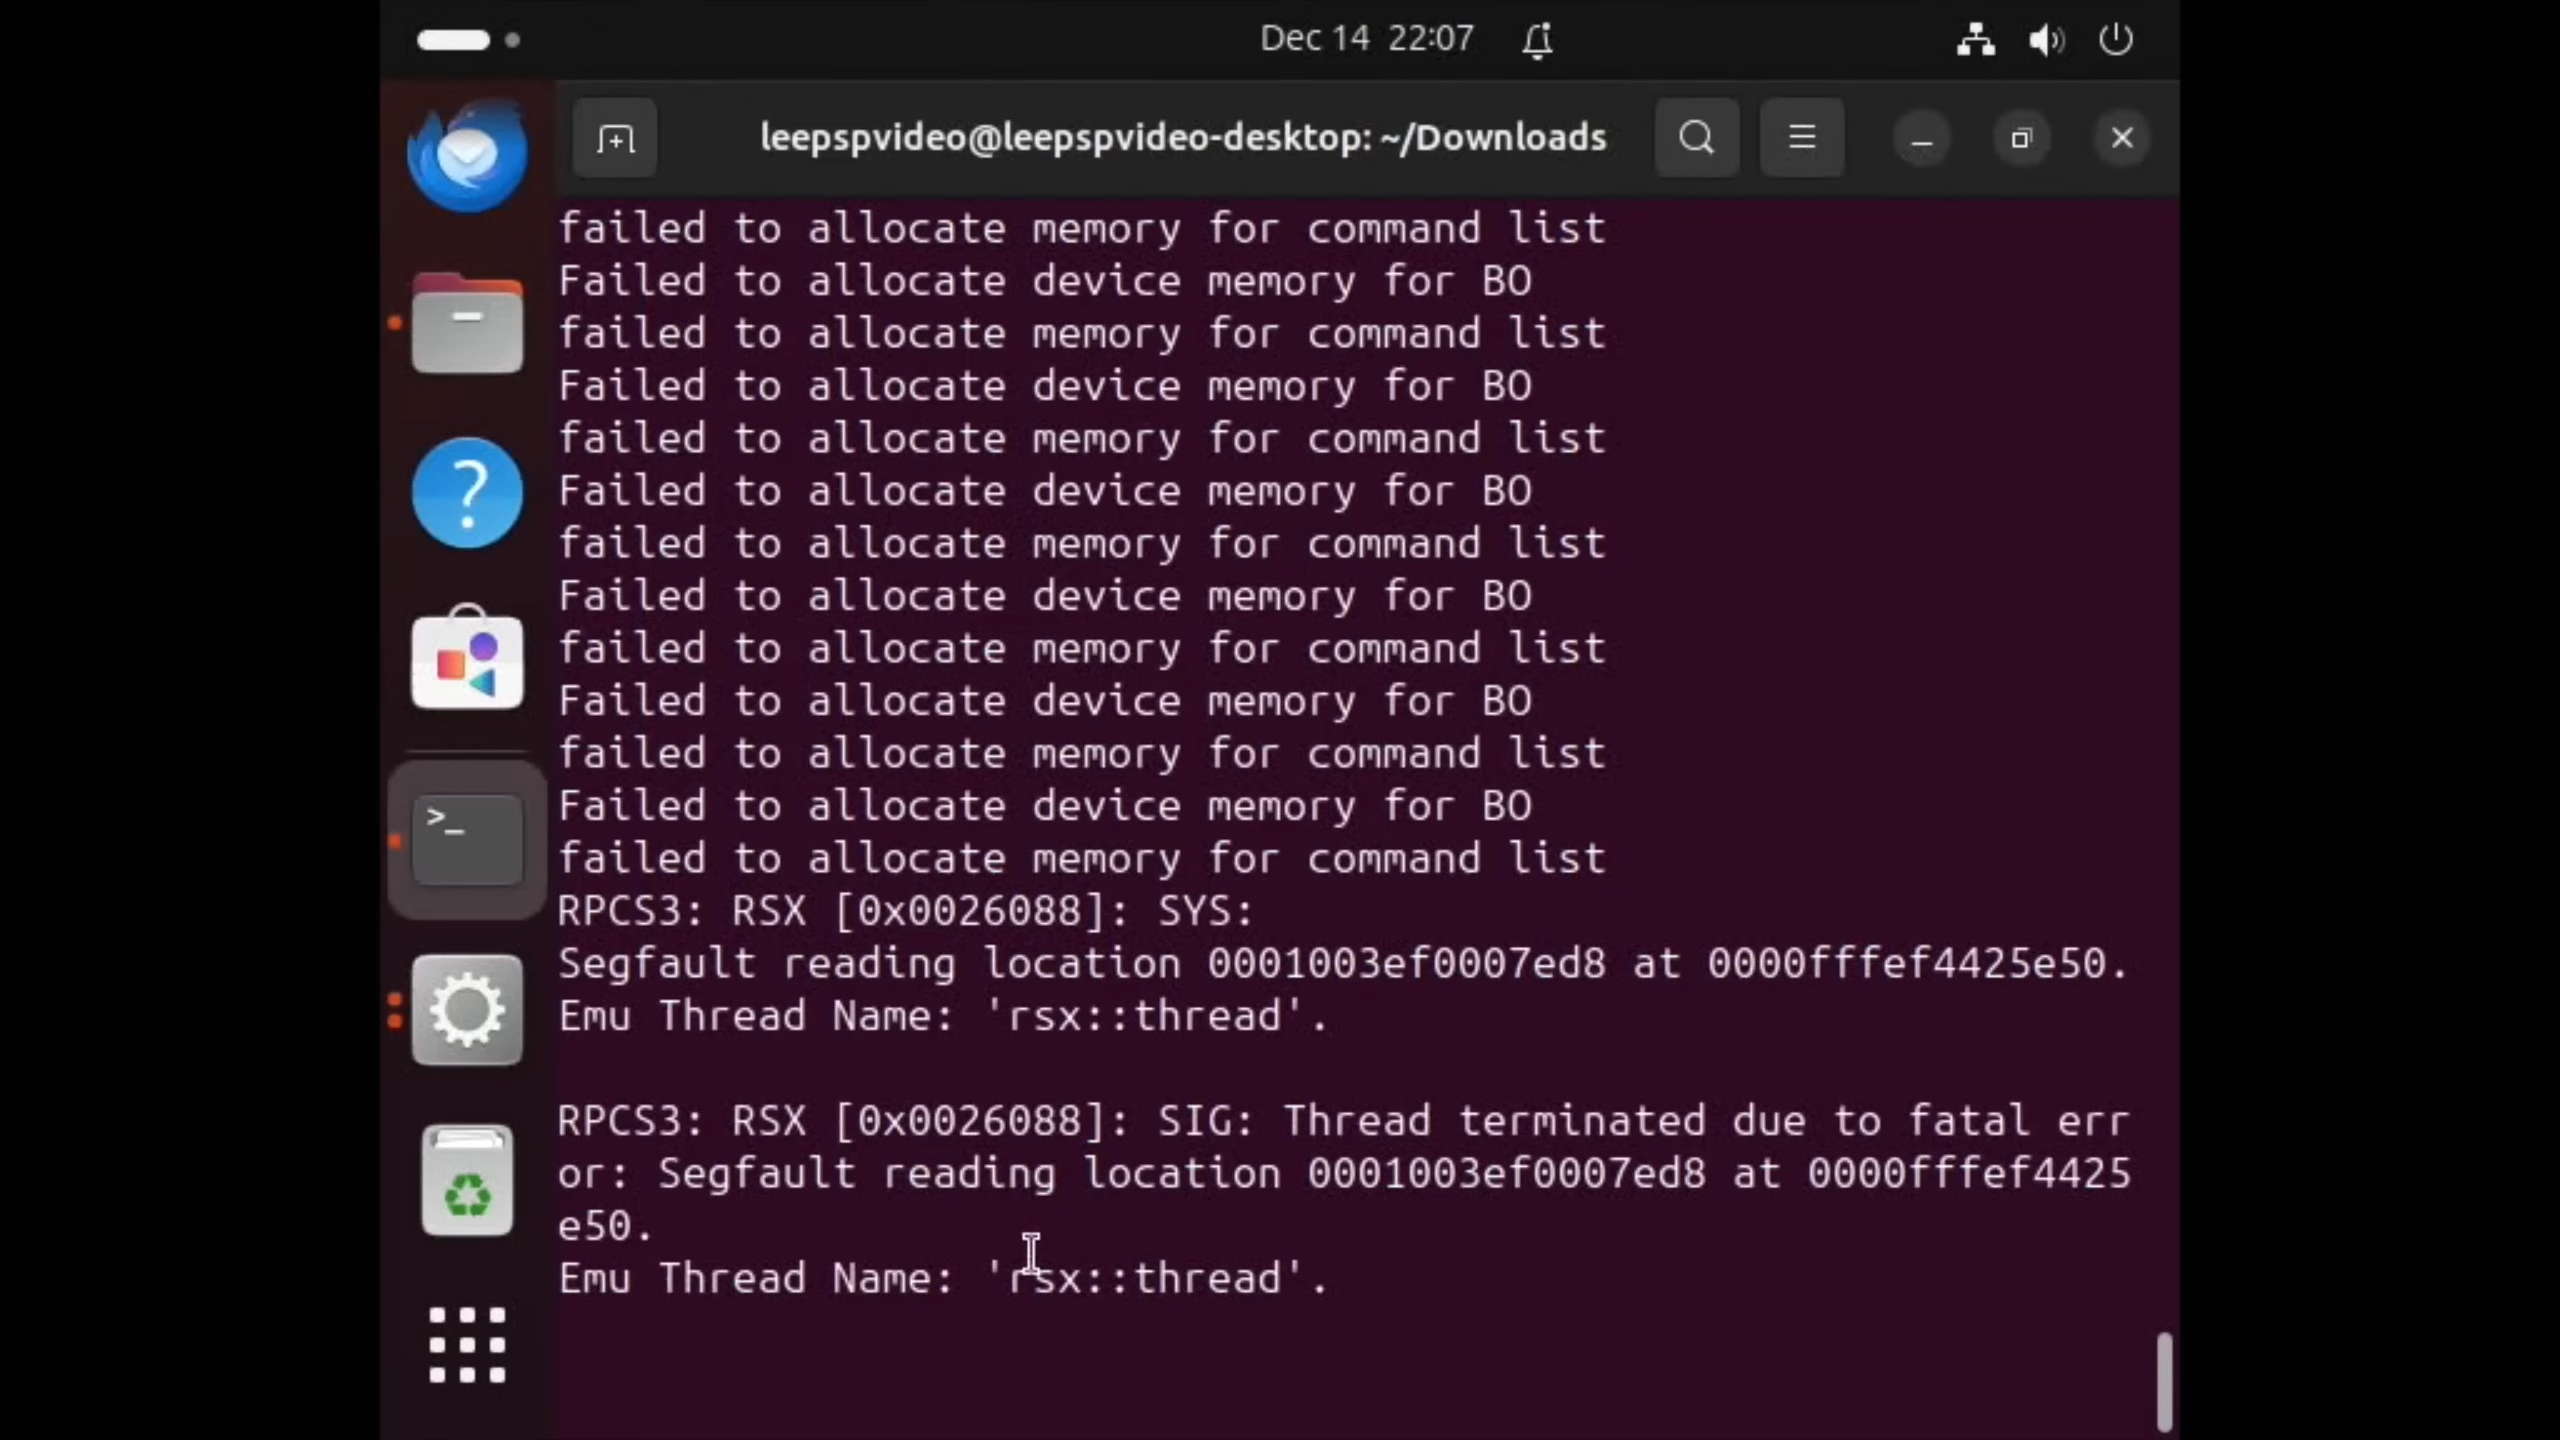 Dec 14 22:07
leepspvideo@leepspvideo-desktop: ~/Downloads
failed to allocate memory for command list
Failed to allocate device memory for BO
failed to allocate memory for command list
Failed to allocate device memory for BO
failed to allocate memory for command list
Failed to allocate device memory for BO
failed to allocate memory for command list
Failed to allocate device memory for BO
failed to allocate memory for command list
Failed to allocate device memory for BO
failed to allocate memory for command list
Failed to allocate device memory for BO
failed to allocate memory for command list
RPCS3: RSX [0x0026088]: SYS:
Segfault reading location 0001003ef0007ed8 at 0000fffef4425e50.
Emu Thread Name: 'rsx::thread'.
RPCS3: RSX [0x0026088]: SIG: Thread terminated due to fatal err
or: Segfault reading location 0001003ef0007ed8 at 0000fffef4425
e50.
Emu Thread Name: 'rsx::thread'.